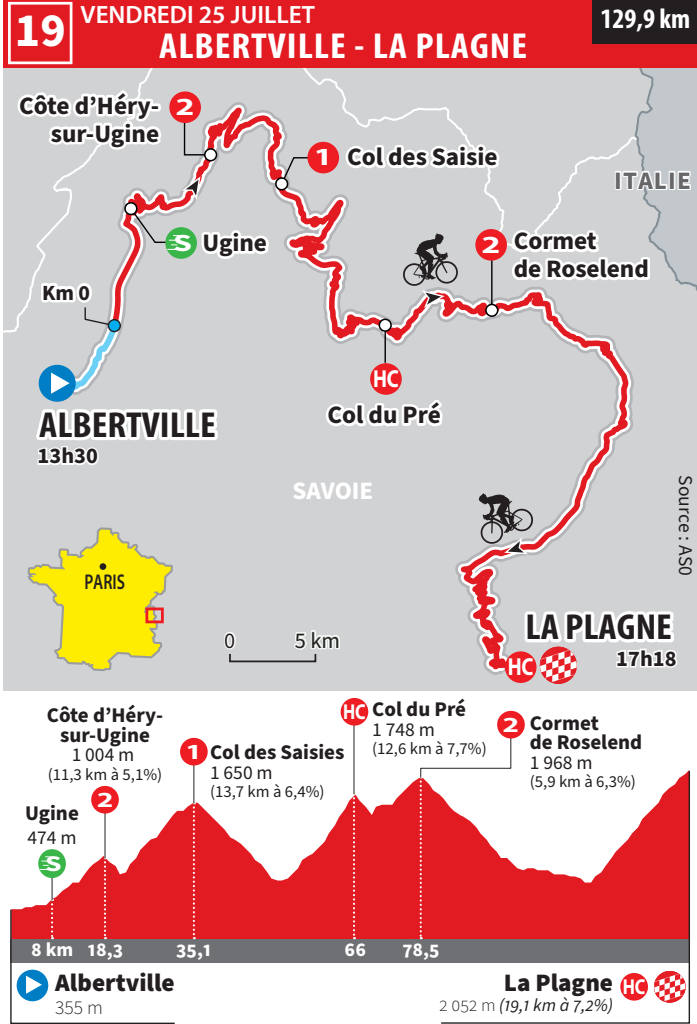 19
VENDREDI 25 JUILLET
ALBERTVILLE - LA PLAGNE
129,9 km
Côte d'Héry-
sur-Ugine
2
1
Col des Saisie
ITALIE
S
Ugine
2
Cormet
de Roselend
Km 0
HC
Col du Pré
ALBERTVILLE
13h30
SAVOIE
Source : ASO
PARIS
0
5 km
LA PLAGNE
17h18
HC
Côte d'Héry-
sur-Ugine
1 004 m
(11,3 km à 5,1%)
2
Ugine
474 m
S
1
Col des Saisies
1 650 m
(13,7 km à 6,4%)
HC
Col du Pré
1 748 m
(12,6 km à 7,7%)
2
Cormet
de Roselend
1 968 m
(5,9 km à 6,3%)
8 km
18,3
35,1
66
78,5
Albertville
355 m
La Plagne
HC
2 052 m (19,1 km à 7,2%)